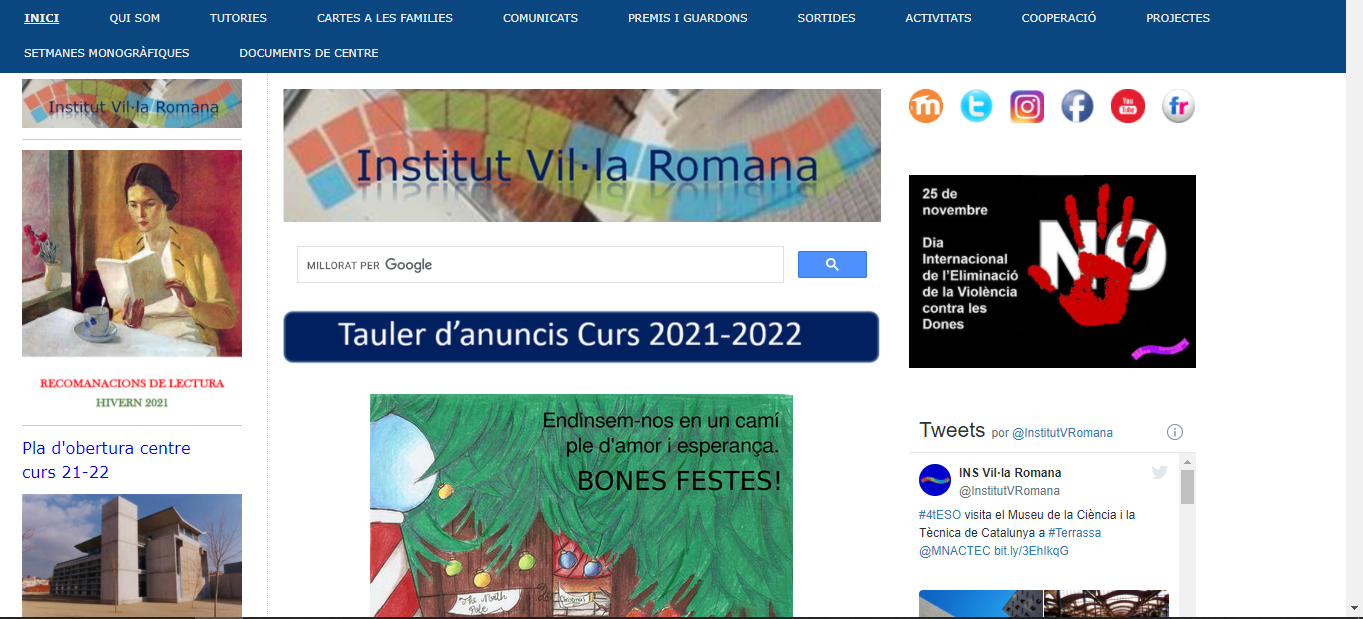 INICI
QUI SOM
TUTORIES
CARTES A LES FAMILIES
COMUNICATS
PREMIS I GUARDONS
SORTIDES
ACTIVITATS
COOPERACIÓ
PROJECTES
SETMANES MONOGRÀFIQUES
DOCUMENTS DE CENTRE
Institut Vil·la Romana
RECOMANACIONS DE LECTURA
HIVERN 2021
Pla d'obertura centre
curs 21-22
Institut Vil·la Romana
MILLORAT PER Google
Tauler d'anuncis Curs 2021-2022
Endinsem-nos en un camí
ple d'amor i esperança.
BONES FESTES!
The North
Pole
Christmas
m
t
f
You
Tube
fr
25 de
novembre
NO
Dia
Internacional
de l'Eliminació
de la Violència
contra les
Dones
Tweets por @InstitutVRomana
INS Vil·la Romana
@InstitutVRomana
#4tESO visita el Museu de la Ciència i la
Tècnica de Catalunya a #Terrassa
@MNACTEC bit.ly/3EhIkqG